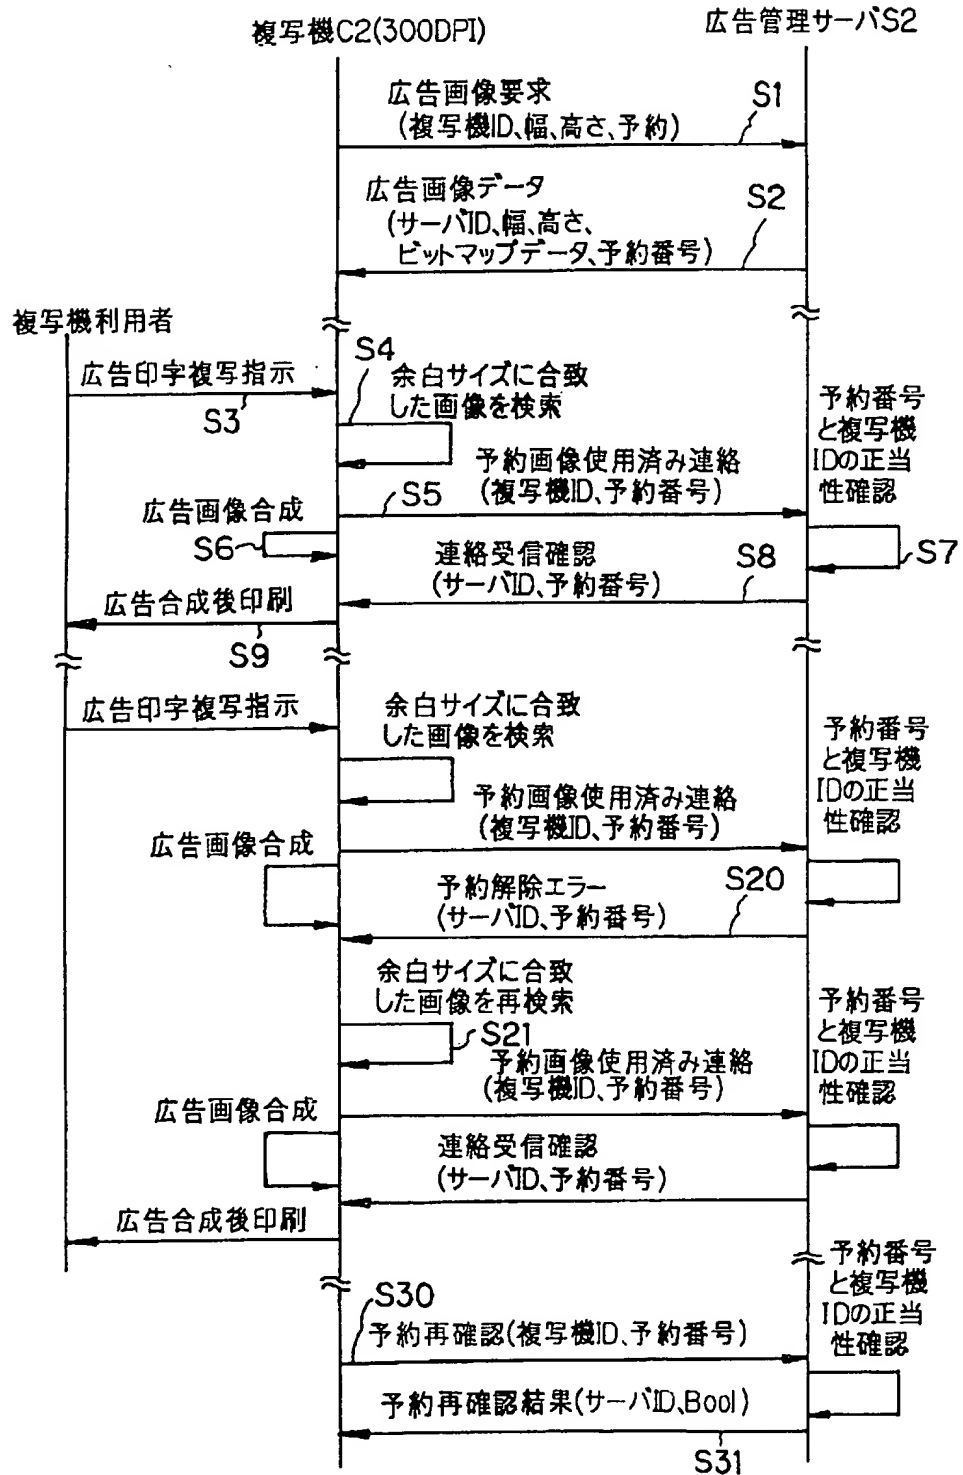 複写機C2(300DPI)
広告管理サーバS2
広告画像要求
(複写機ID、幅、高さ、予約)
S1
広告画像データ
(サーバID、幅、高さ、
ビットマップデータ、予約番号)
S2
複写機利用者
広告印字複写指示
S3
S4
余白サイズに合致
した画像を検索
予約番号
と複写機
IDの正当
性確認
予約画像使用済み連絡
(複写機ID、予約番号)
S5
広告画像合成
S6
連絡受信確認
(サーバID、予約番号)
S8
S7
広告合成後印刷
S9
広告印字複写指示
余白サイズに合致
した画像を検索
予約番号
と複写機
IDの正当
性確認
予約画像使用済み連絡
(複写機ID、予約番号)
広告画像合成
予約解除エラー
(サーバID、予約番号)
S20
余白サイズに合致
した画像を再検索
S21
予約番号
と複写機
IDの正当
性確認
予約画像使用済み連絡
(複写機ID、予約番号)
広告画像合成
連絡受信確認
(サーバID、予約番号)
広告合成後印刷
予約番号
と複写機
IDの正当
性確認
S30
予約再確認(複写機ID、予約番号)
予約再確認結果(サーバID、Bool)
S31